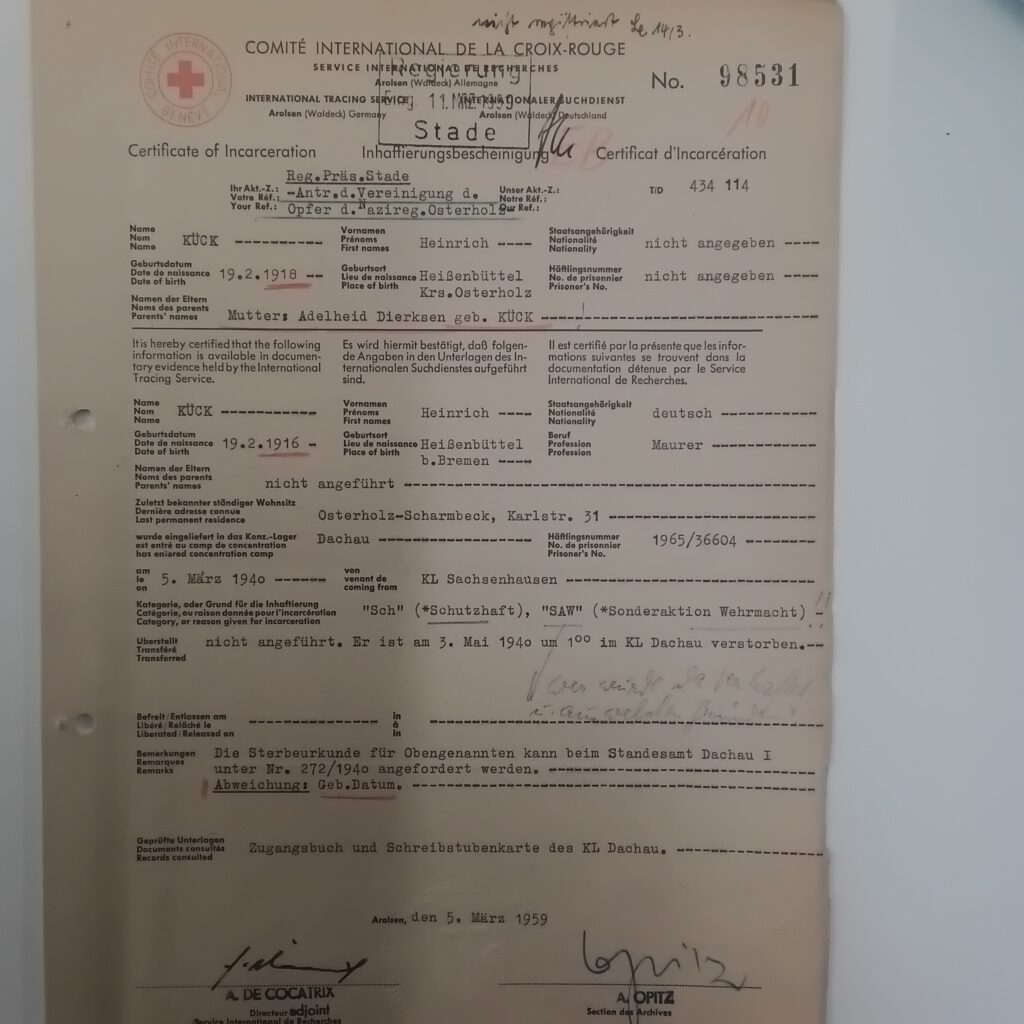 nicht registriert Le 14/3.
COMITÉ INTERNATIONAL DE LA CROIX-ROUGE
COMITÉ INTERNATIONAL GENÈVE
SERVICE INTERNATIONAL DE RECHERCHES
Arolsen (Waldeck) Allemagne
No. 98531
Regierung
Eing. 11. MRZ. 1959
Stade
INTERNATIONAL TRACING SERVICE INTERNATIONALER SUCHDIENST
Arolsen (Waldeck) Germany Arolsen (Waldeck) Deutschland
10
Certificate of Incarceration Inhaftierungsbescheinigung Certificat d'Incarcération
Reg.Präs.Stade
Ihr Akt.-Z.: Votre Réf.: Your Ref.:
-Antr.d.Vereinigung d.
Opfer d.Nazireg.Osterholz
Unser Akt.-Z.: Notre Réf.: Our Ref.:
T/D 434 114
Name Nom Name KÜCK ----------
Vornamen Prénoms First names Heinrich ----
Staatsangehörigkeit Nationalité Nationality nicht angegeben ----
Geburtsdatum Date de naissance Date of birth 19.2.1918 --
Geburtsort Lieu de naissance Place of birth Heißenbüttel
Krs.Osterholz
Häftlingsnummer No. de prisonnier Prisoner's No. nicht angegeben ----
Namen der Eltern Noms des parents Parents' names Mutter: Adelheid Dierksen geb. KÜCK
It is hereby certified that the following
information is available in documen-
tary evidence held by the International
Tracing Service.
Es wird hiermit bestätigt, daß folgen-
de Angaben in den Unterlagen des In-
ternationalen Suchdienstes aufgeführt
sind.
Il est certifié par la présente que les infor-
mations suivantes se trouvent dans la
documentation détenue par le Service
International de Recherches.
Name Nom Name KÜCK ----------
Vornamen Prénoms First names Heinrich ----
Staatsangehörigkeit Nationalité Nationality deutsch ----------
Geburtsdatum Date de naissance Date of birth 19.2.1916 -
Geburtsort Lieu de naissance Place of birth Heißenbüttel
b.Bremen ----
Beruf Profession Profession Maurer ----------
Namen der Eltern
Noms des parents
Parents' names nicht angeführt
Zuletzt bekannter ständiger Wohnsitz
Dernière adresse connue
Last permanent residence Osterholz-Scharmbeck, Karlstr. 31
wurde eingeliefert in das Konz.-Lager
est entré au camp de concentration
has entered concentration camp Dachau
Häftlingsnummer No. de prisonnier Prisoner's No. 1965/36604
am le on 5. März 1940 ------
von venant de coming from KL Sachsenhausen
Kategorie, oder Grund für die Inhaftierung
Catégorie, ou raison donnée pour l'incarcération
Category, or reason given for incarceration
"Sch" (*Schutzhaft), "SAW" (*Sonderaktion Wehrmacht) - !!
Überstellt Transféré Transferred nicht angeführt. Er ist am 3. Mai 1940 um 1⁰⁰ im KL Dachau verstorben.--
Befreit/Entlassen am
Libéré/Relâché le
Liberated/Released on
in à in
Bemerkungen Remarques Remarks
Die Sterbeurkunde für Obengenannten kann beim Standesamt Dachau I
unter Nr. 272/1940 angefordert werden.
Abweichung: Geb.Datum.
Geprüfte Unterlagen
Documents consultés
Records consulted Zugangsbuch und Schreibstubenkarte des KL Dachau.
Arolsen, den 5. März 1959
Opitz
A. DE COCATRIX
Directeur adjoint
Service International de Recherches
A. OPITZ
Section des Archives